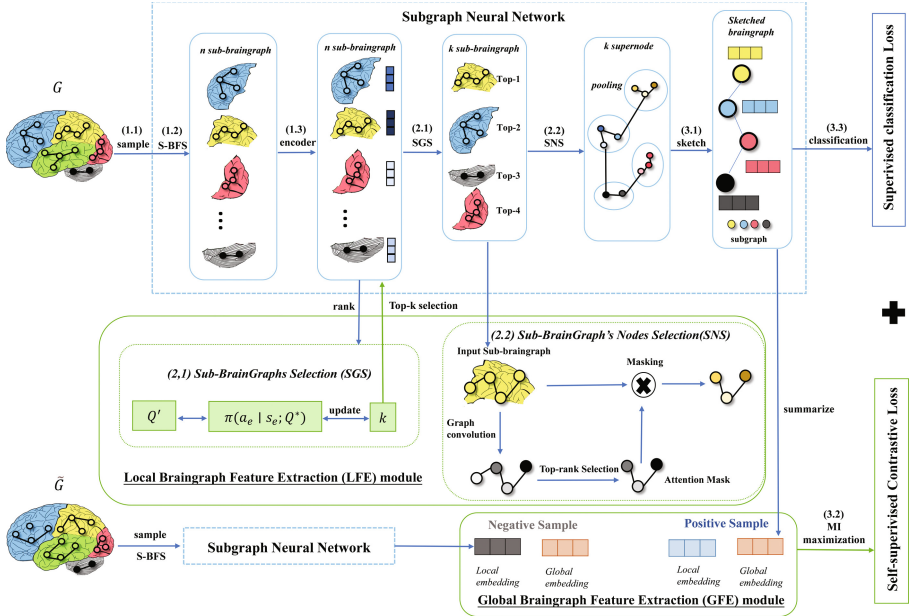 Subgraph Neural Network
G
(1.1)
sample
(1.2)
S-BFS
n sub-braingraph
(1.3)
encoder
n sub-braingraph
(2.1)
SGS
k sub-braingraph
Top-1
Top-2
Top-3
Top-4
(2.2)
SNS
k supernode
pooling
(3.1)
sketch
Sketched
braingraph
subgraph
(3.3)
classification
Superivised classification Loss
rank
Top-k selection
(2,1) Sub-BrainGraphs Selection (SGS)
Q′
π(aₑ | sₑ; Q*)
update
k
Local Braingraph Feature Extraction (LFE) module
(2.2) Sub-BrainGraph's Nodes Selection(SNS)
Input Sub-braingraph
Masking
Graph
convolution
Top-rank Selection
Attention Mask
summarize
G̃
sample
S-BFS
Subgraph Neural Network
Negative Sample
Positive Sample
Local
embedding
Global
embedding
Local
embedding
Global
embedding
Global Braingraph Feature Extraction (GFE) module
(3.2)
MI
maximization
Self-superivised Contrastive Loss